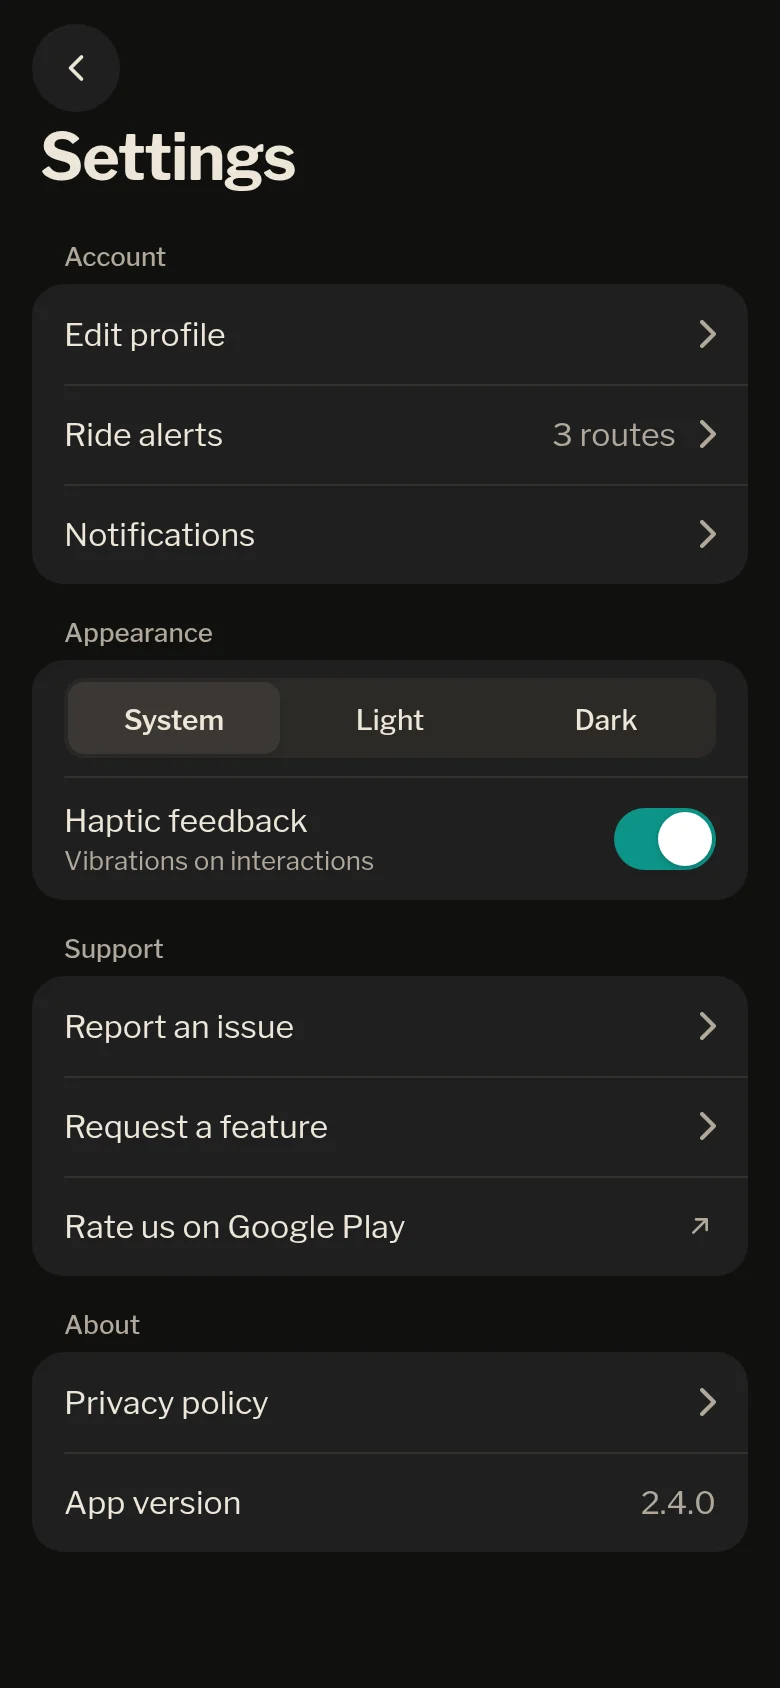 Settings
Account
Edit profile
Ride alerts 3 routes
Notifications
Appearance
System Light Dark
Haptic feedback
Vibrations on interactions
Support
Report an issue
Request a feature
Rate us on Google Play
About
Privacy policy
App version 2.4.0